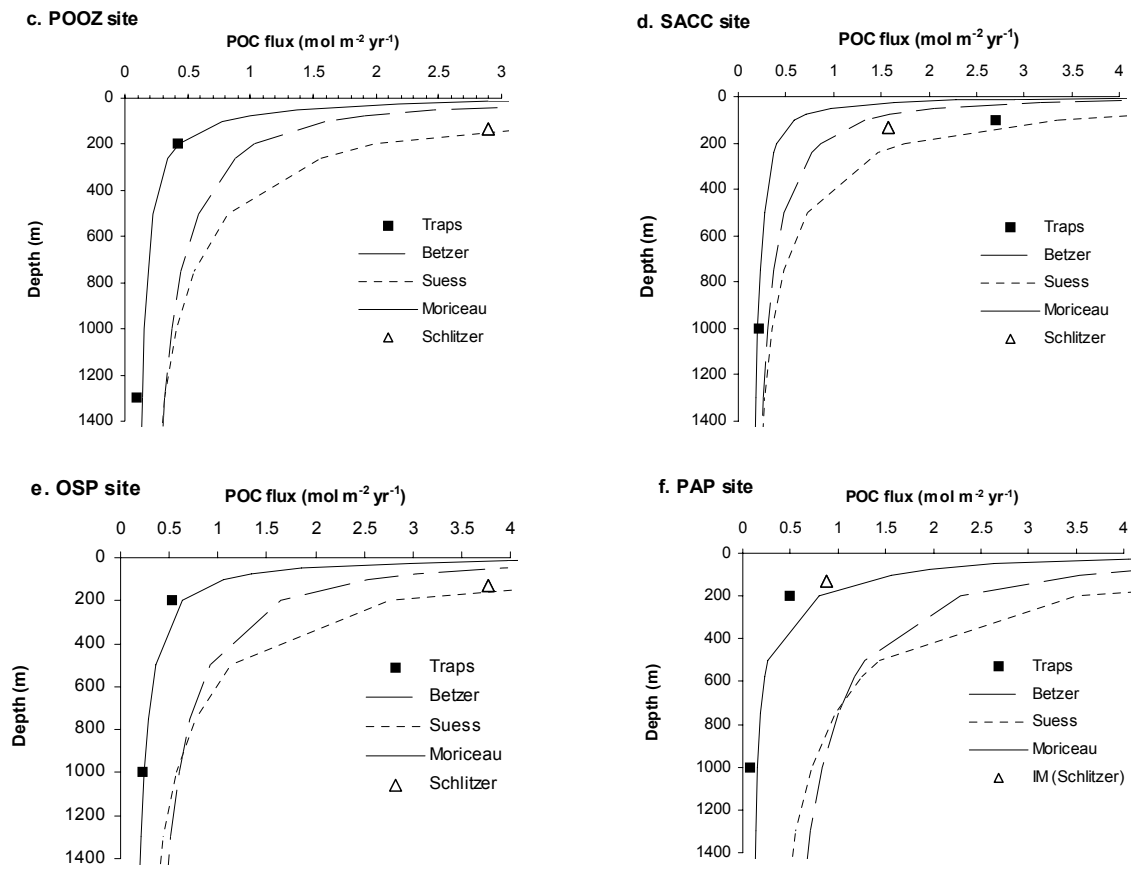 c. POOZ site
POC flux (mol m⁻² yr⁻¹)
0 0.5 1 1.5 2 2.5 3
0
200
400
600
800
1000
1200
1400
Depth (m)
Traps
Betzer
Suess
Moriceau
Schlitzer
d. SACC site
POC flux (mol m⁻² yr⁻¹)
0 0.5 1 1.5 2 2.5 3 3.5 4
0
200
400
600
800
1000
1200
1400
Depth (m)
Traps
Betzer
Suess
Moriceau
Schlitzer
e. OSP site
POC flux (mol m⁻² yr⁻¹)
0 0.5 1 1.5 2 2.5 3 3.5 4
0
200
400
600
800
1000
1200
1400
Depth (m)
Traps
Betzer
Suess
Moriceau
Schlitzer
f. PAP site
POC flux (mol m⁻² yr⁻¹)
0 0.5 1 1.5 2 2.5 3 3.5 4
0
200
400
600
800
1000
1200
1400
Depth (m)
Traps
Betzer
Suess
Moriceau
IM (Schlitzer)